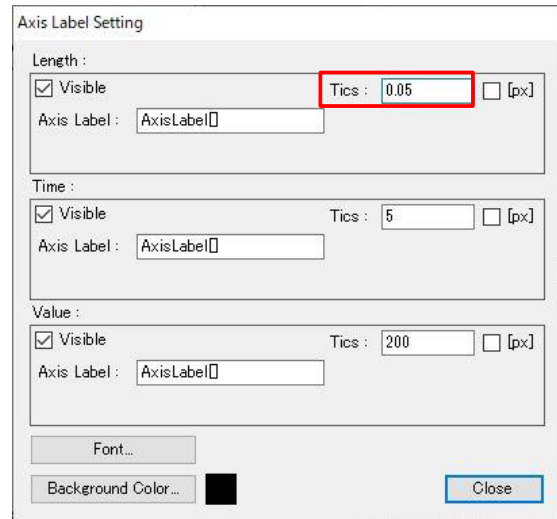 Axis Label Setting
Length :
Visible Tics : 0.05 [px]
Axis Label : AxisLabel[]
Time :
Visible Tics : 5 [px]
Axis Label : AxisLabel[]
Value :
Visible Tics : 200 [px]
Axis Label : AxisLabel[]
Font...
Background Color... Close